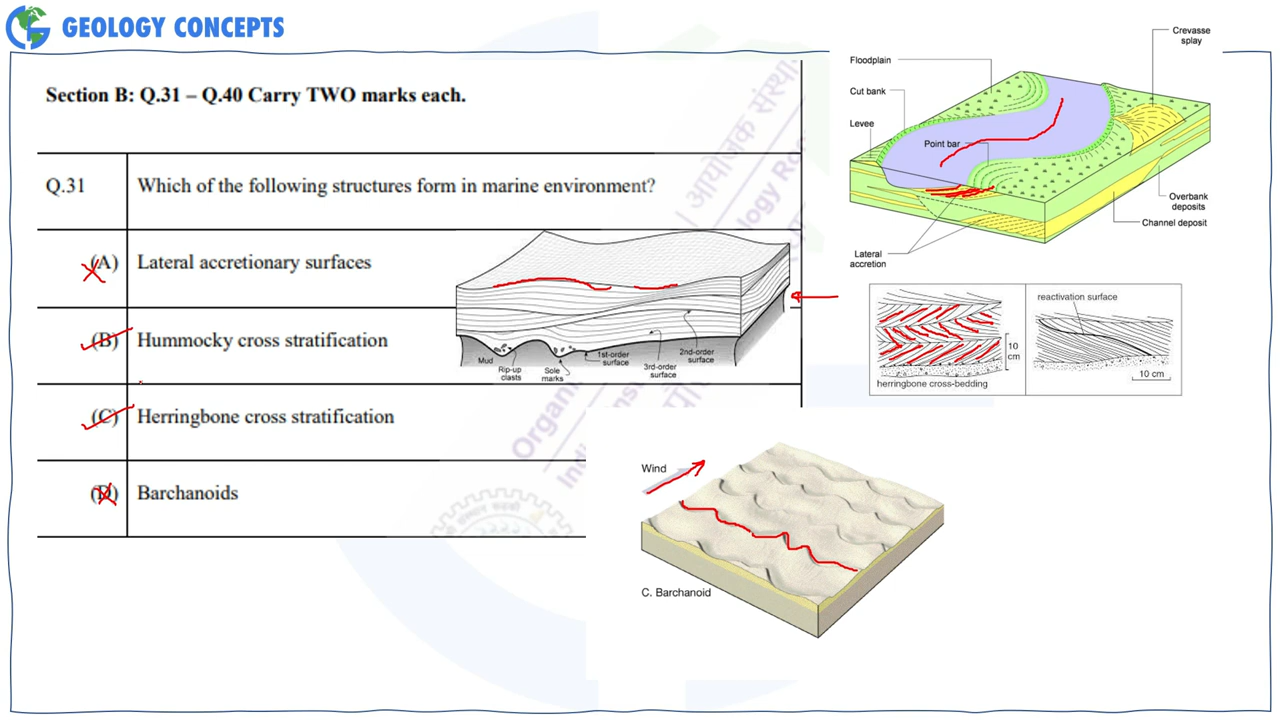 GEOLOGY CONCEPTS
Section B: Q.31 – Q.40 Carry TWO marks each.
Q.31
Which of the following structures form in marine environment?
(A)
Lateral accretionary surfaces
(B)
Hummocky cross stratification
(C)
Herringbone cross stratification
(D)
Barchanoids
Mud
Rip-up
clasts
Sole
marks
1st-order
surface
3rd-order
surface
2nd-order
surface
Crevasse
splay
Floodplain
Cut bank
Levee
Point bar
Overbank
deposits
Channel deposit
Lateral
accretion
reactivation surface
10
cm
herringbone cross-bedding
10 cm
Wind
C. Barchanoid
आयोजक संस्था